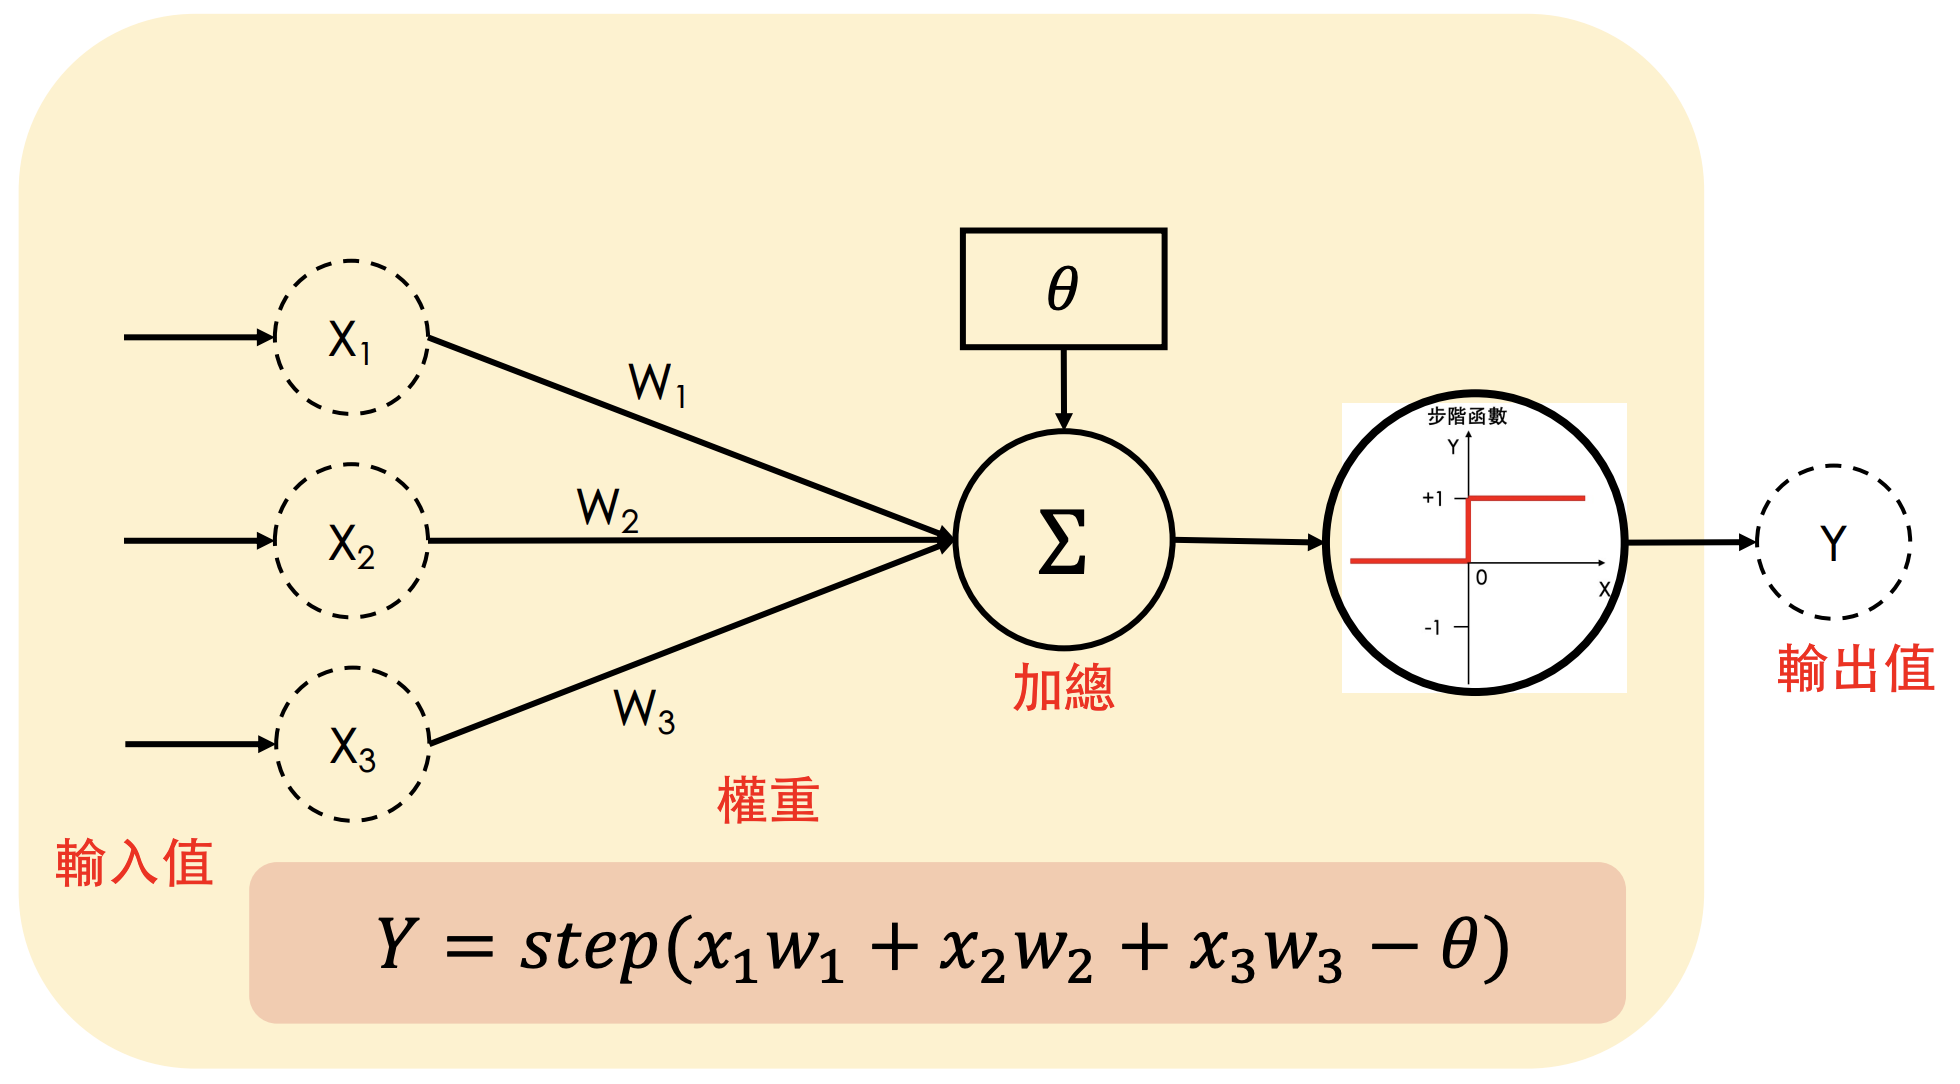 θ
X₁
W₁
步階函數
Y
+1
W₂
X₂
Σ
0
X
Y
-1
加總
輸出值
W₃
X₃
權重
輸入值
Y = step(x₁w₁ + x₂w₂ + x₃w₃ − θ)